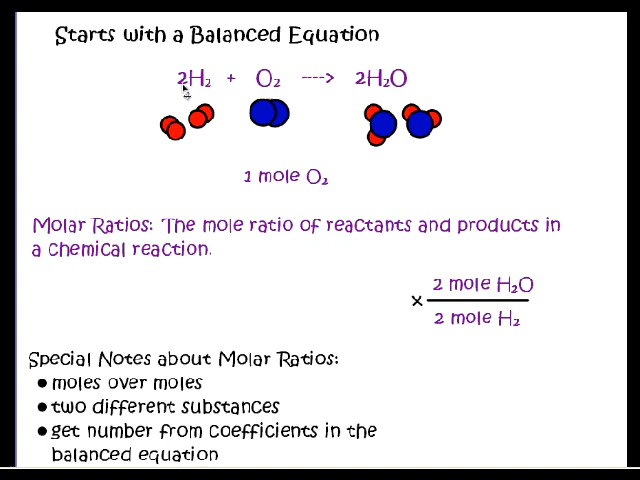 Starts with a Balanced Equation
2H₂ + O₂ ----> 2H₂O
1 mole O₂
Molar Ratios: The mole ratio of reactants and products in
a chemical reaction.
x 2 mole H₂O
2 mole H₂
Special Notes about Molar Ratios:
● moles over moles
● two different substances
● get number from coefficients in the
balanced equation